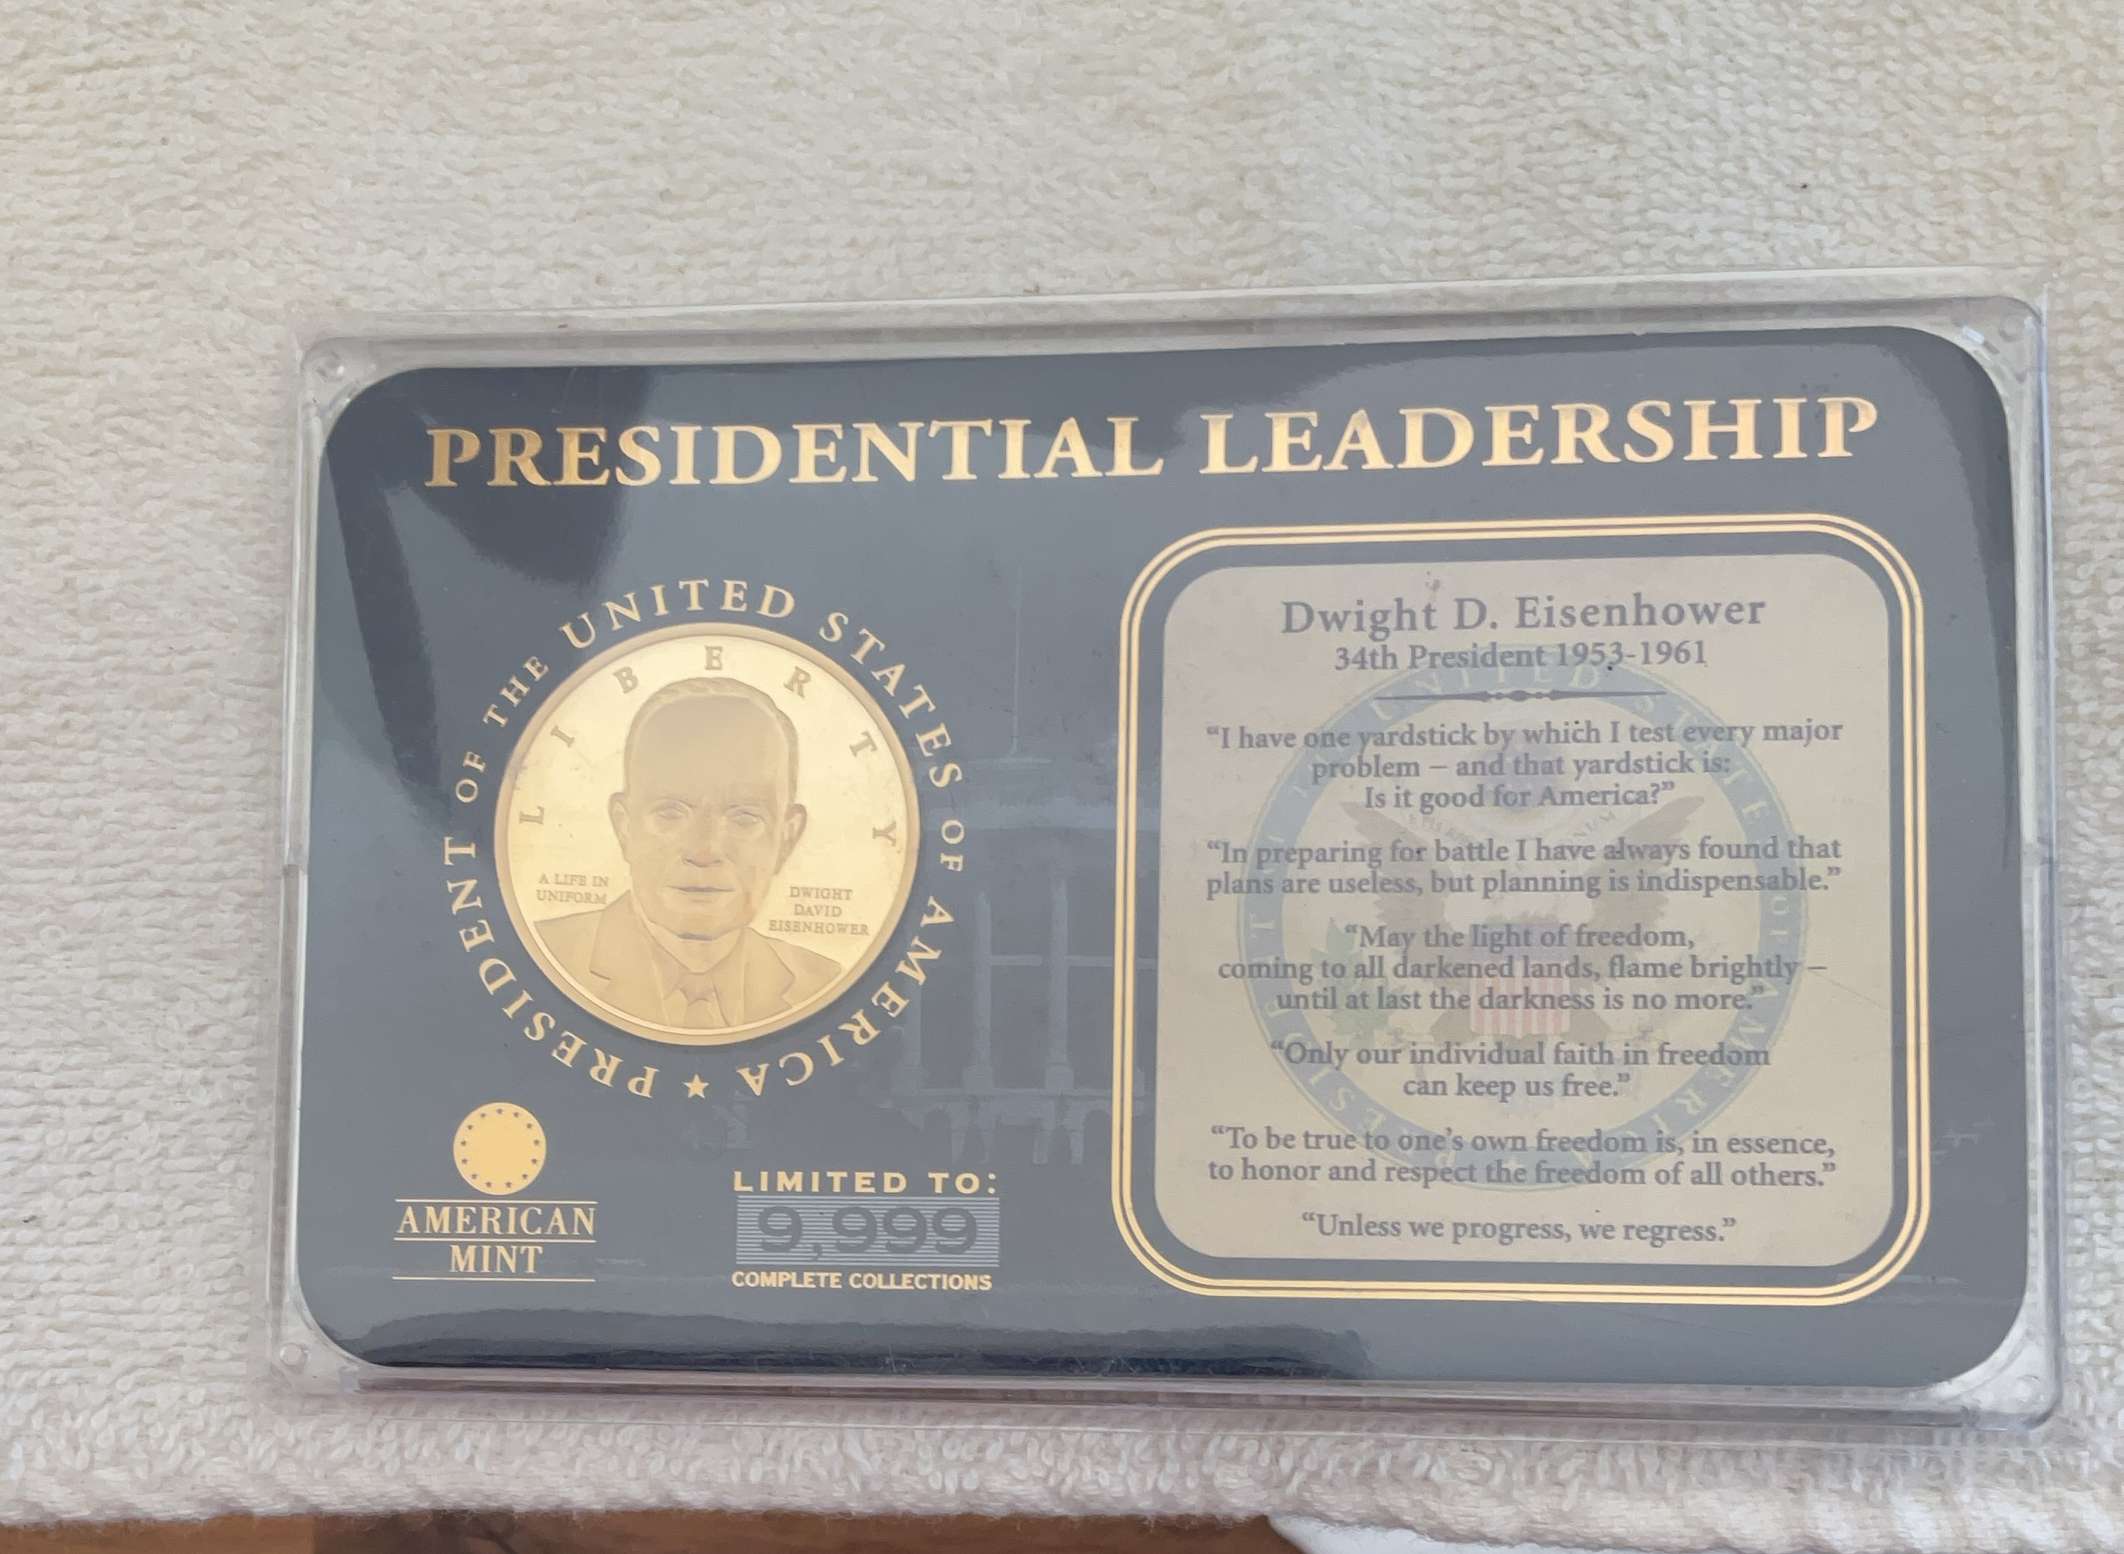 PRESIDENTIAL LEADERSHIP
PRESIDENT OF THE UNITED STATES OF AMERICA ★
LIBERTY
A LIFE IN
UNIFORM
DWIGHT
DAVID
EISENHOWER
AMERICAN
MINT
LIMITED TO:
9,999
COMPLETE COLLECTIONS
Dwight D. Eisenhower
34th President 1953-1961
“I have one yardstick by which I test every major
problem – and that yardstick is:
Is it good for America?”
“In preparing for battle I have always found that
plans are useless, but planning is indispensable.”
“May the light of freedom,
coming to all darkened lands, flame brightly –
until at last the darkness is no more.”
“Only our individual faith in freedom
can keep us free.”
“To be true to one’s own freedom is, in essence,
to honor and respect the freedom of all others.”
“Unless we progress, we regress.”